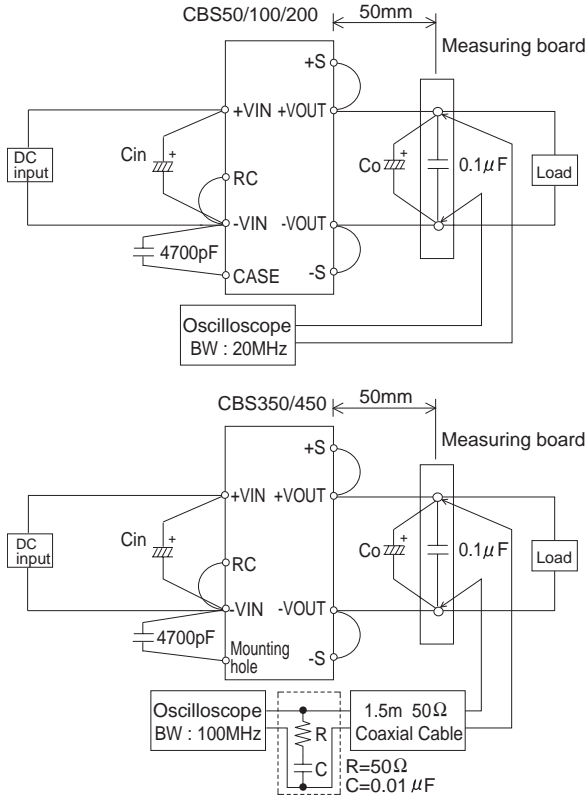 CBS50/100/200
50mm
Measuring board
+S
+VIN
+VOUT
DC
input
Cin
+
RC
Co
+
0.1μF
Load
-VIN
-VOUT
4700pF
CASE
-S
Oscilloscope
BW : 20MHz
CBS350/450
50mm
Measuring board
+S
+VIN
+VOUT
DC
input
Cin
+
RC
Co
+
0.1μF
Load
-VIN
-VOUT
4700pF
Mounting
hole
-S
Oscilloscope
BW : 100MHz
R
C
1.5m 50Ω
Coaxial Cable
R=50Ω
C=0.01 μF